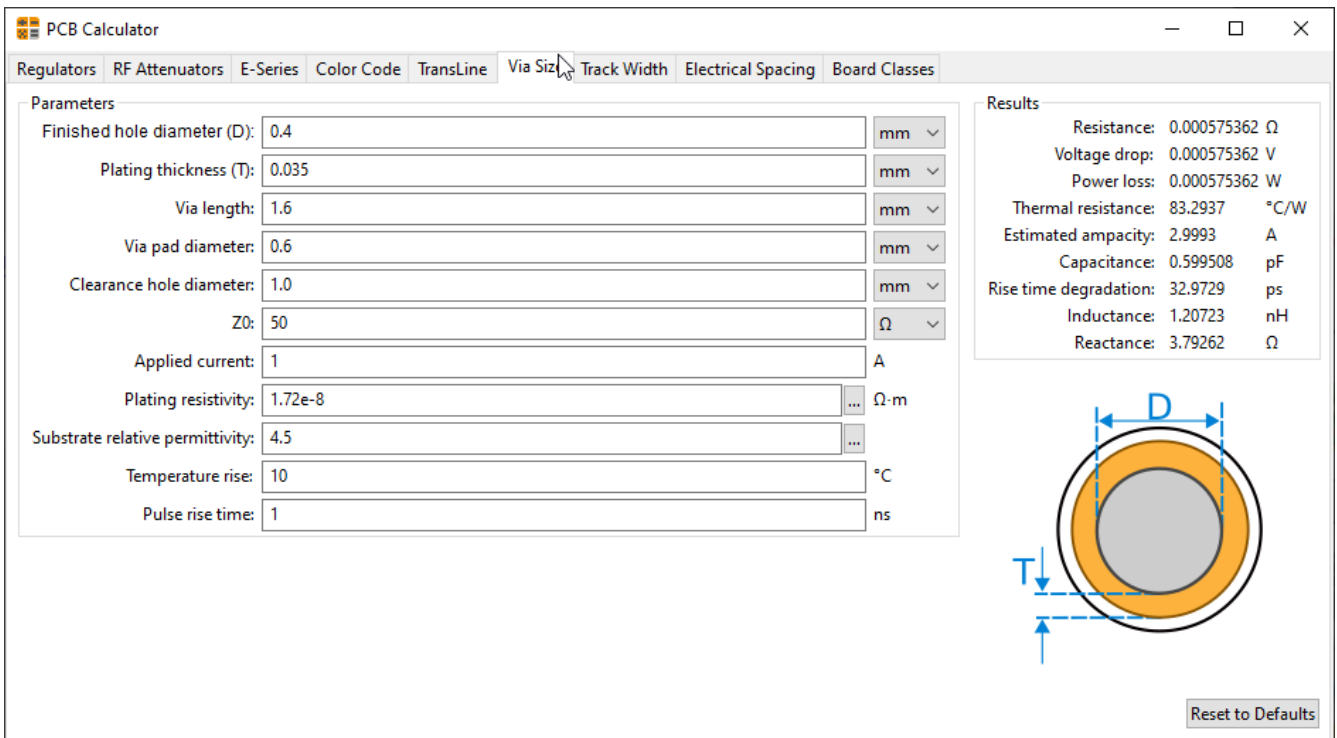 PCB Calculator
Regulators RF Attenuators E-Series Color Code TransLine Via Size Track Width Electrical Spacing Board Classes
Parameters
Finished hole diameter (D): 0.4 mm
Plating thickness (T): 0.035 mm
Via length: 1.6 mm
Via pad diameter: 0.6 mm
Clearance hole diameter: 1.0 mm
Z0: 50 Ω
Applied current: 1 A
Plating resistivity: 1.72e-8 ... Ω·m
Substrate relative permittivity: 4.5 ...
Temperature rise: 10 °C
Pulse rise time: 1 ns
Results
Resistance: 0.000575362 Ω
Voltage drop: 0.000575362 V
Power loss: 0.000575362 W
Thermal resistance: 83.2937 °C/W
Estimated ampacity: 2.9993 A
Capacitance: 0.599508 pF
Rise time degradation: 32.9729 ps
Inductance: 1.20723 nH
Reactance: 3.79262 Ω
D
T
Reset to Defaults